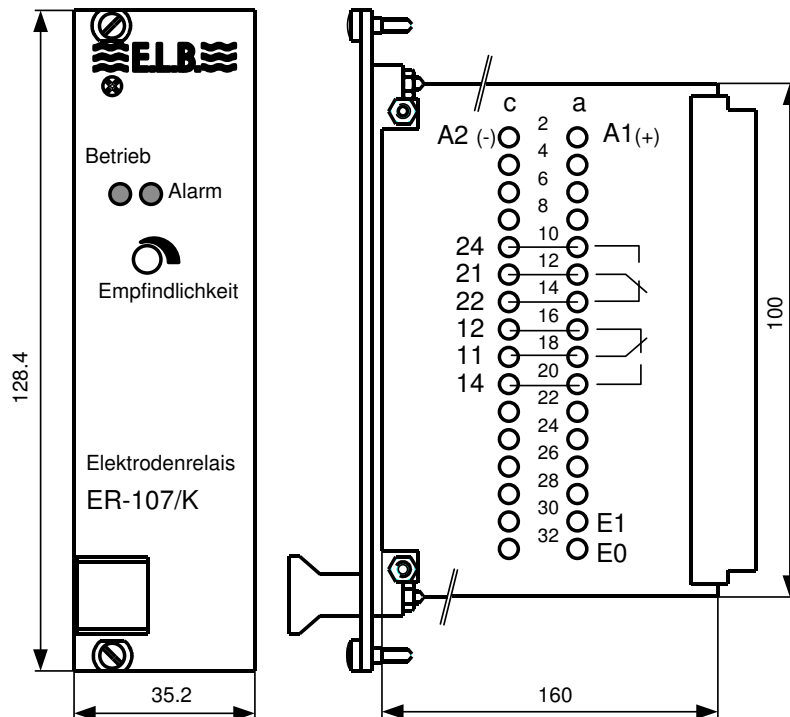 E.L.B.
Betrieb
Alarm
Empfindlichkeit
Elektrodenrelais
ER-107/K
128.4
35.2
c a
A2 (-) 2 A1(+)
4
6
8
24 10
21 12
22 14
12 16
11 18
14 20
22
24
26
28
30 E1
32 E0
100
160